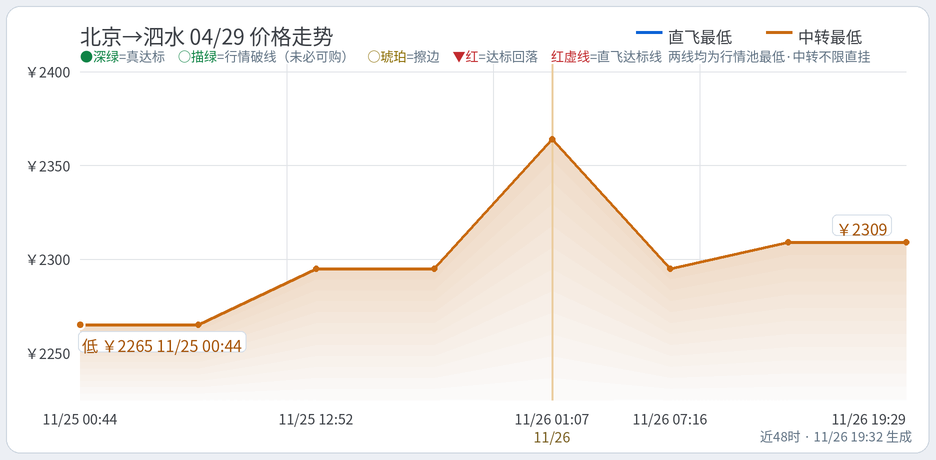 北京→泗水 04/29 价格走势
直飞最低 中转最低
●深绿=真达标 ○描绿=行情破线（未必可购） ○琥珀=擦边 ▼红=达标回落 红虚线=直飞达标线 两线均为行情池最低·中转不限直挂
￥2400
￥2350
￥2300
￥2250
￥2309
低 ￥2265 11/25 00:44
11/25 00:44 11/25 12:52 11/26 01:07 11/26 07:16 11/26 19:29
11/26
近48时 · 11/26 19:32 生成